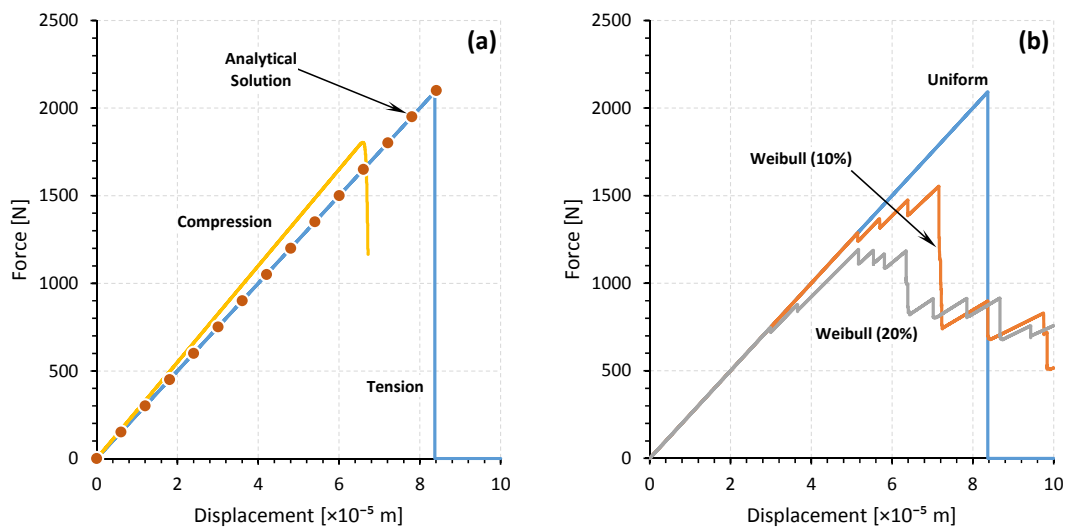 (a)
Analytical
Solution
Compression
Tension
Force [N]
2500
2000
1500
1000
500
0
0 2 4 6 8 10
Displacement [×10⁻⁵ m]
(b)
Uniform
Weibull (10%)
Weibull (20%)
Force [N]
2500
2000
1500
1000
500
0
0 2 4 6 8 10
Displacement [×10⁻⁵ m]